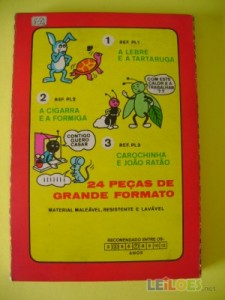 1 REF. PL 1
A LEBRE
E A TARTARUGA
COM ESTE
CALOR E A
TRABALHAR
2 REF. PL 2
A CIGARRA
E A FORMIGA
CONTIGO
QUERO
CASAR
3 REF. PL 3
CAROCHINHA
E JOÃO RATÃO
24 PEÇAS DE
GRANDE FORMATO
MATERIAL MALEÁVEL, RESISTENTE E LAVÁVEL
RECOMENDADO ENTRE OS
ANOS
LEILOES.net